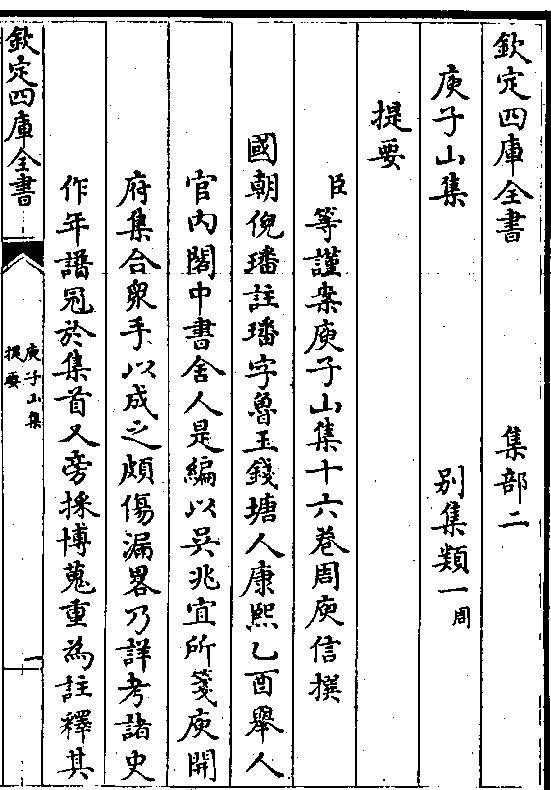 欽定四庫全書
集部二
庾子山集
别集類一周
提要
臣等謹案庾子山集十六卷周庾信撰
國朝倪璠註璠字魯玉錢塘人康熙乙酉舉人
官内閣中書舍人是編以吳兆宜所箋庾開
府集合衆手以成之頗傷漏畧乃詳考諸史
作年譜冠於集首又旁採博蒐重為註釋其
欽定四庫全書
庾子山集
提要
一